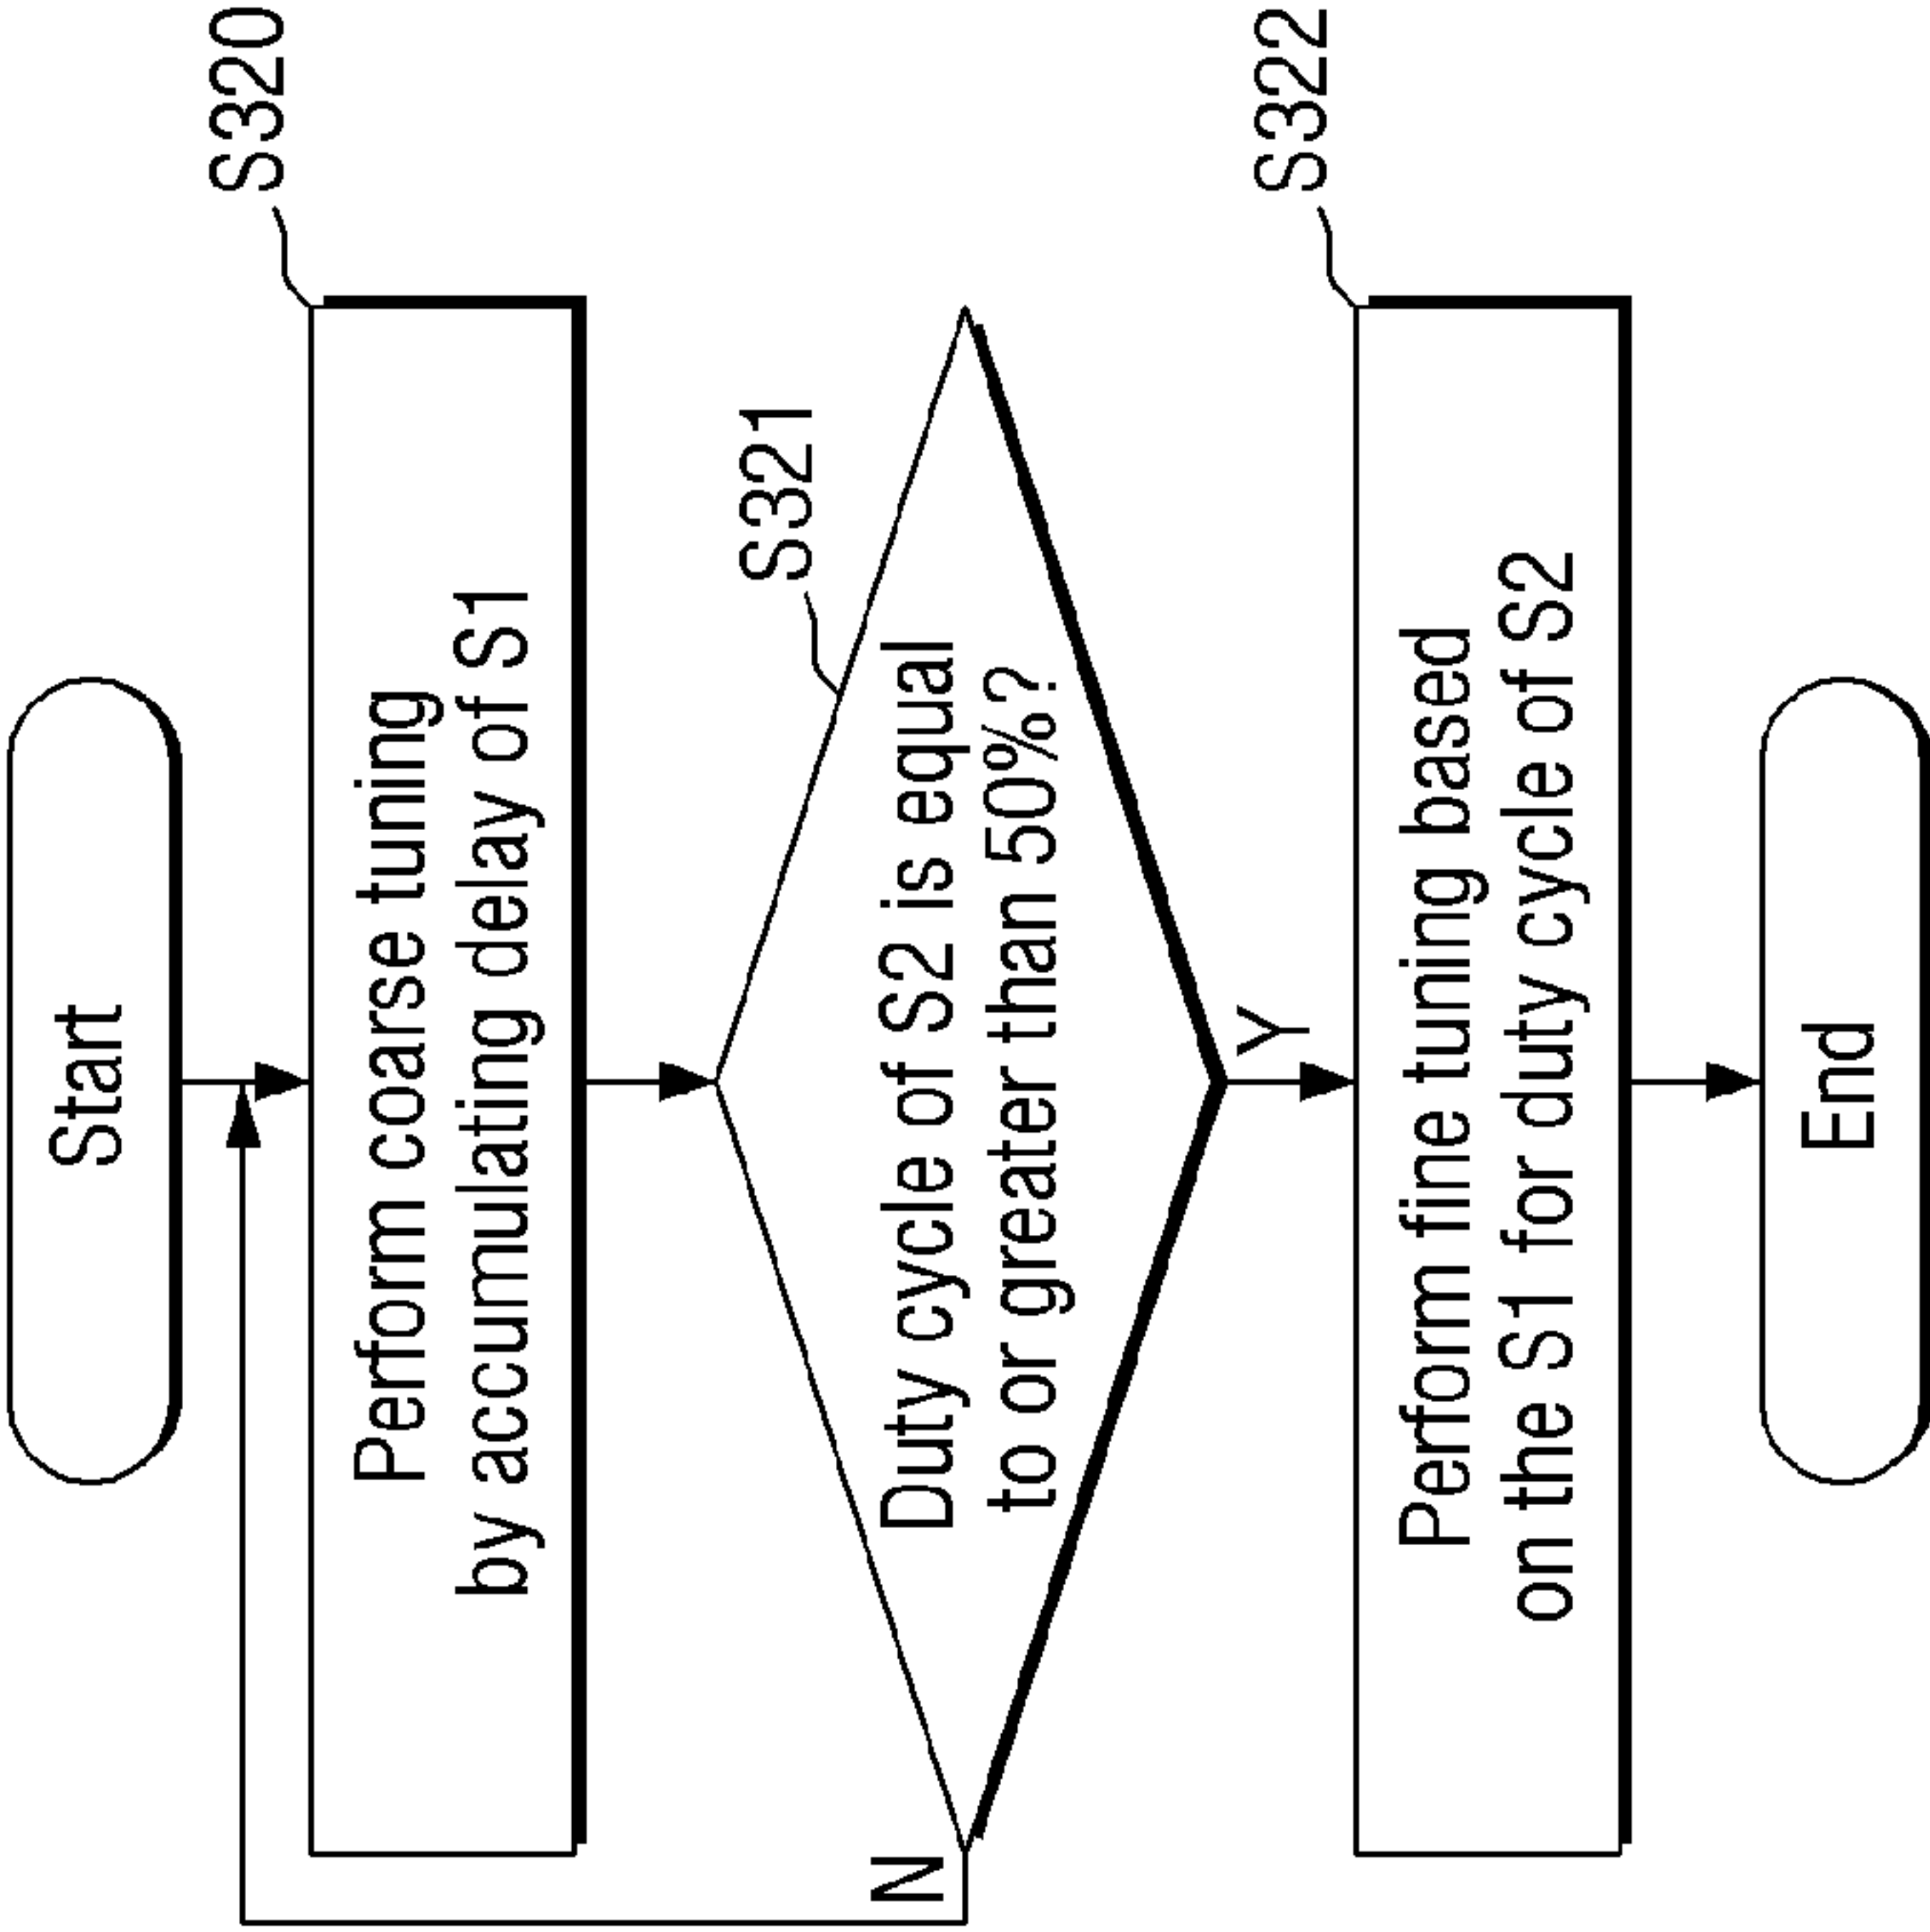 Start
S320
Perform coarse tuning
by accumulating delay of S1
S321
Duty cycle of S2 is equal
to or greater than 50%?
N
Y
S322
Perform fine tuning based
on the S1 for duty cycle of S2
End